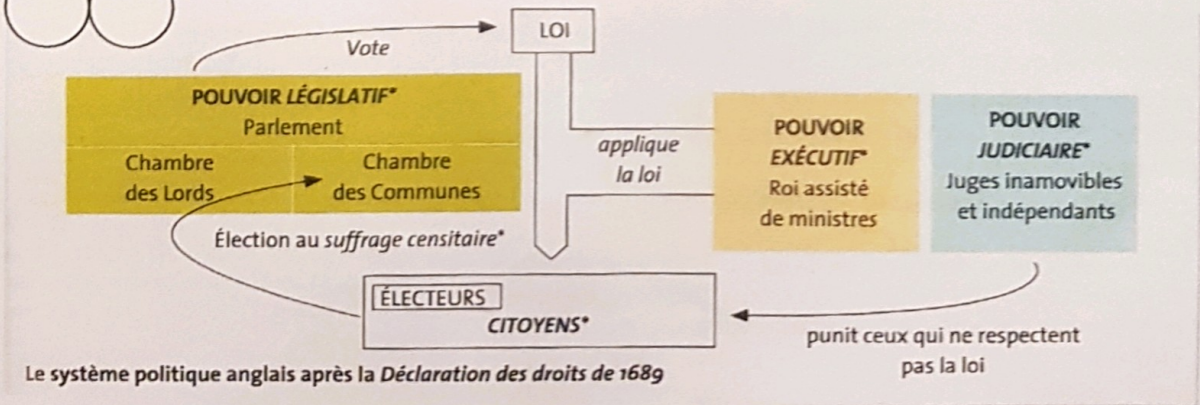 LOI
Vote
POUVOIR LÉGISLATIF*
Parlement
Chambre
des Lords
Chambre
des Communes
applique
la loi
POUVOIR
EXÉCUTIF*
Roi assisté
de ministres
POUVOIR
JUDICIAIRE*
Juges inamovibles
et indépendants
Élection au suffrage censitaire*
ÉLECTEURS
CITOYENS*
punit ceux qui ne respectent
pas la loi
Le système politique anglais après la Déclaration des droits de 1689